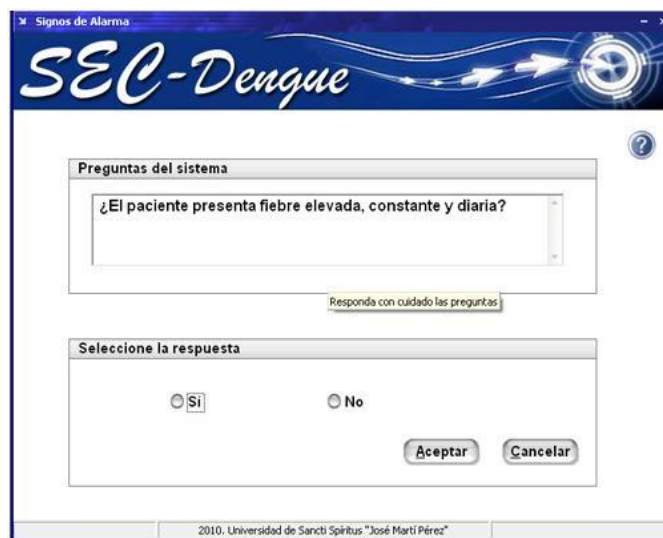 Signos de Alarma
SEC-Dengue
?
Preguntas del sistema
¿El paciente presenta fiebre elevada, constante y diaria?
Responda con cuidado las preguntas
Seleccione la respuesta
Si No
Aceptar Cancelar
2010. Universidad de Sancti Spíritus "José Martí Pérez"